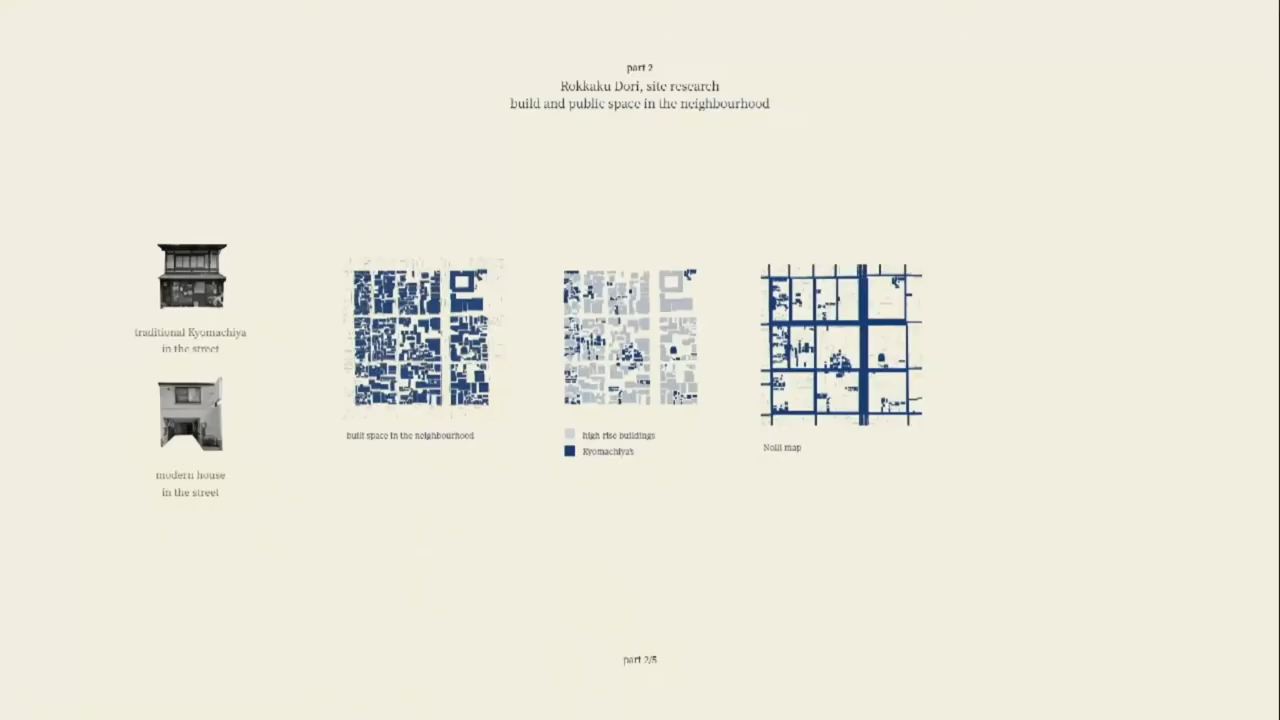 part 2
Rokkaku Dori, site research
build and public space in the neighbourhood
traditional Kyomachiya
in the street
modern house
in the street
built space in the neighbourhood
high rise buildings
Kyomachiya's
Nolli map
part 2/5